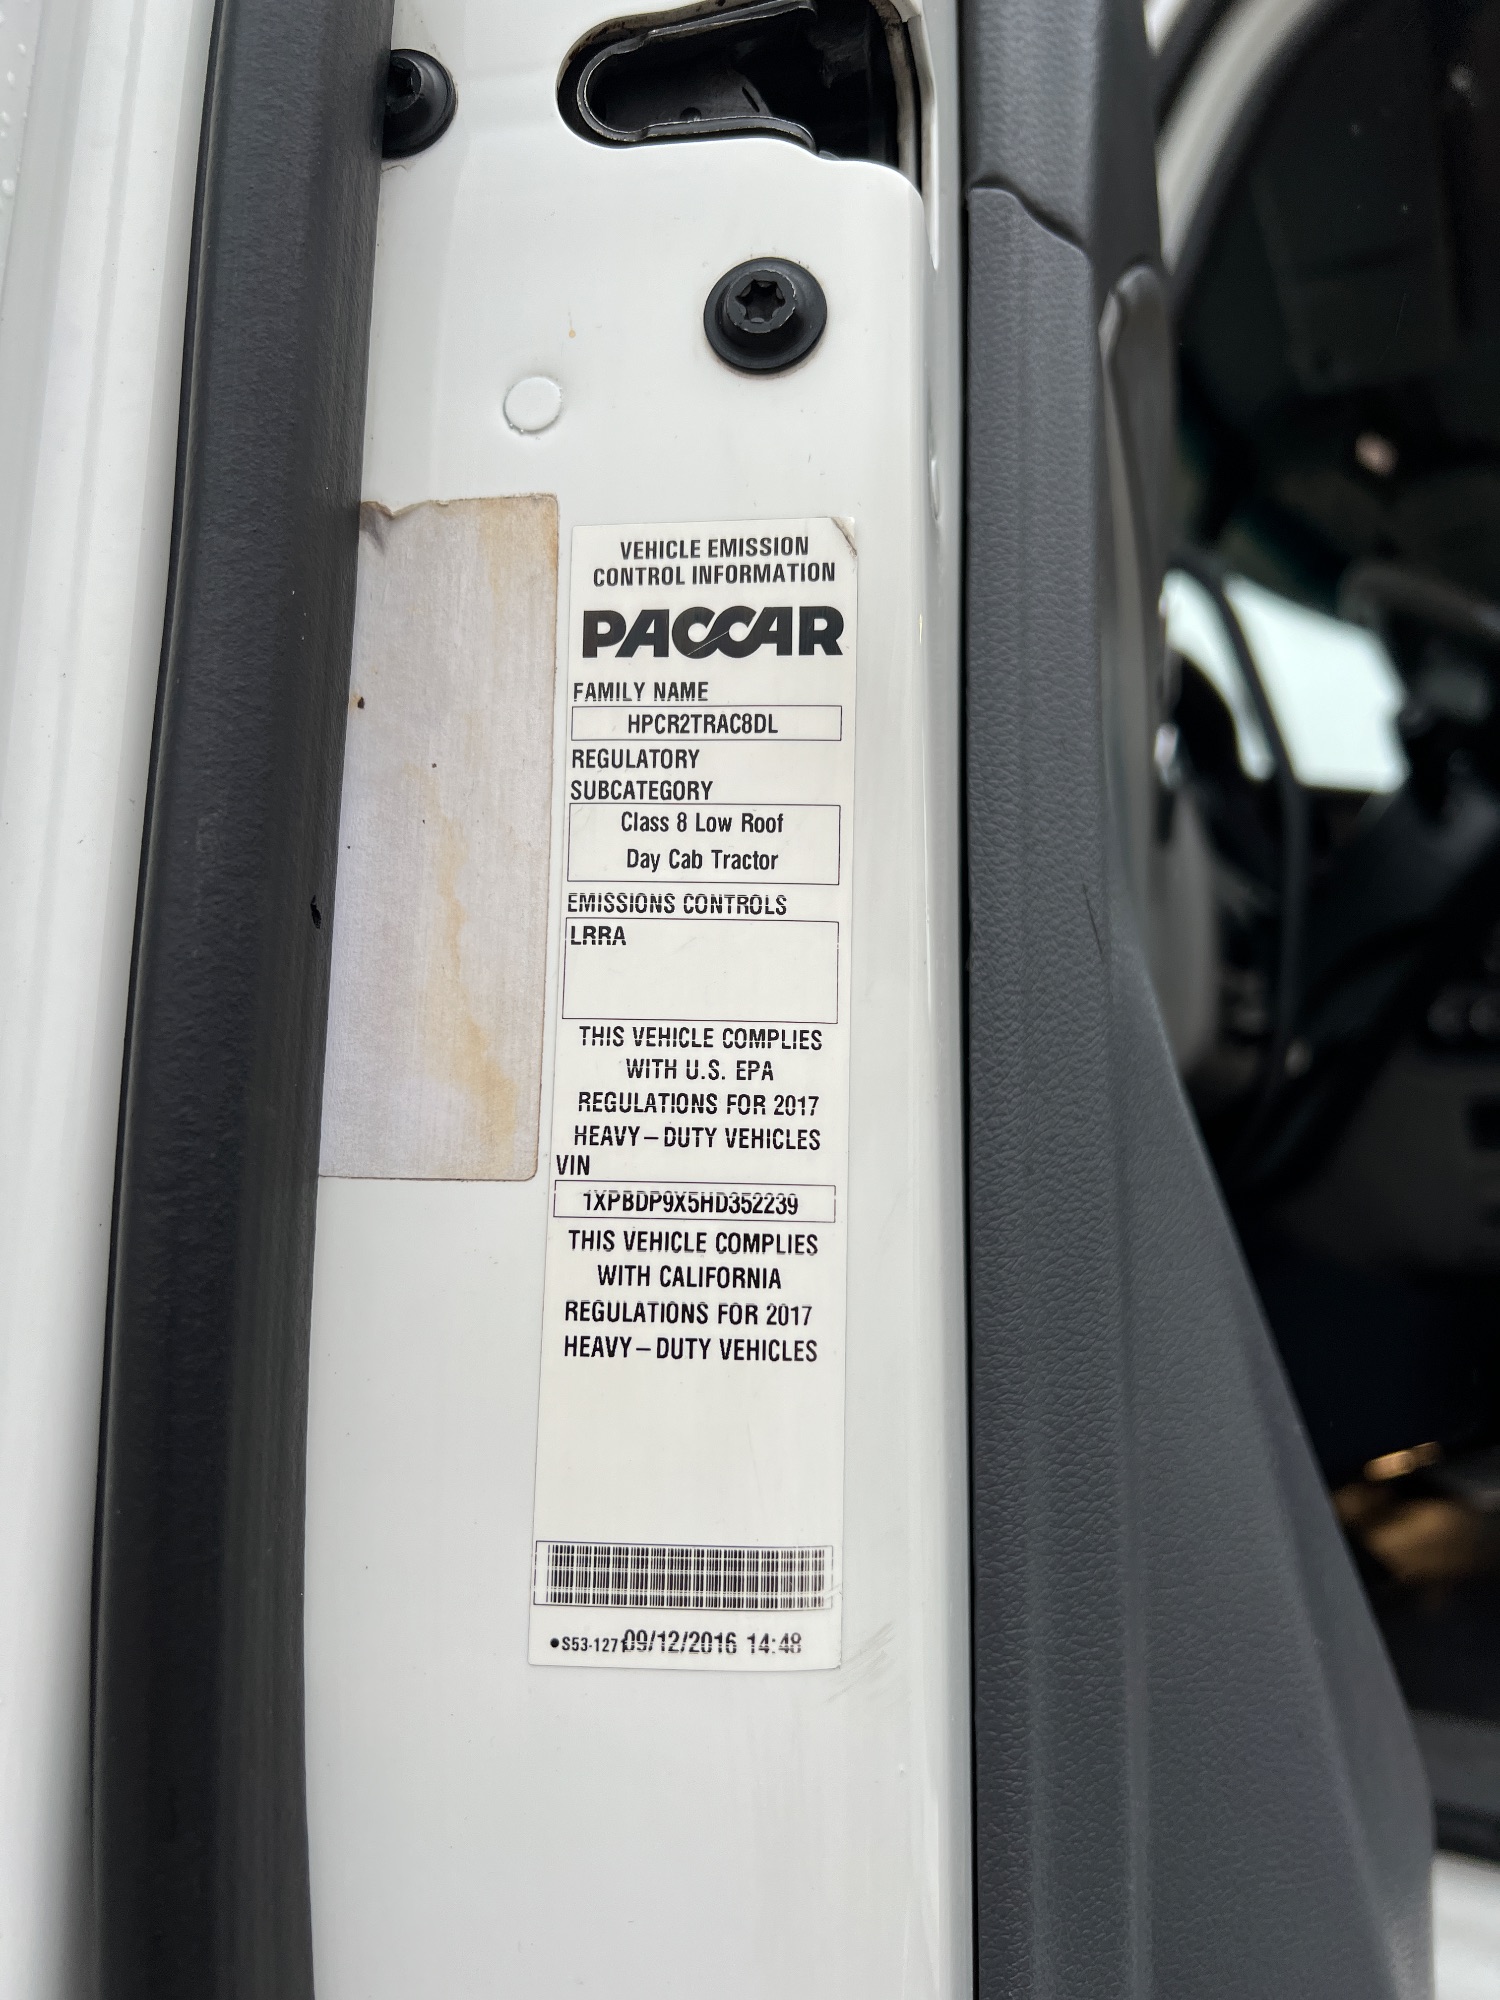 VEHICLE EMISSION
CONTROL INFORMATION
PACCAR
FAMILY NAME
HPCR2TRAC8DL
REGULATORY
SUBCATEGORY
Class 8 Low Roof
Day Cab Tractor
EMISSIONS CONTROLS
LRRA
THIS VEHICLE COMPLIES
WITH U.S. EPA
REGULATIONS FOR 2017
HEAVY–DUTY VEHICLES
VIN
1XPBDP9X5HD352239
THIS VEHICLE COMPLIES
WITH CALIFORNIA
REGULATIONS FOR 2017
HEAVY–DUTY VEHICLES
●S53-1271 09/12/2016 14:48